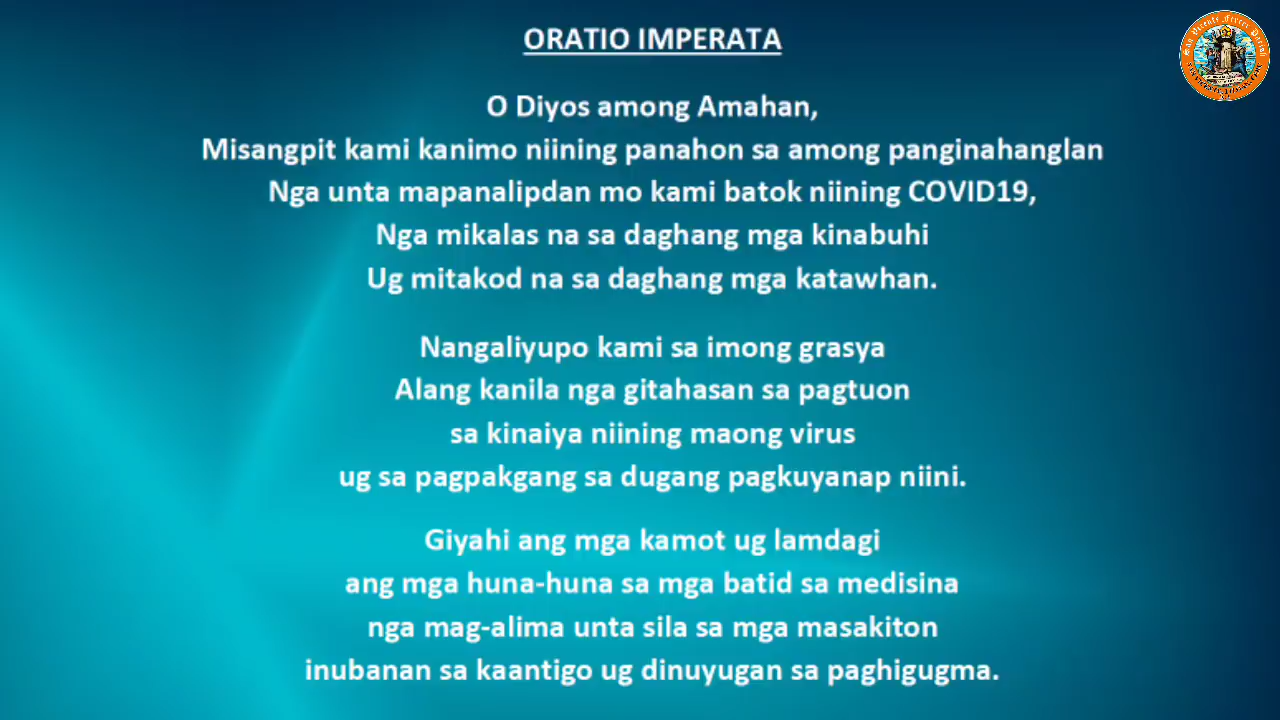 ORATIO IMPERATA
O Diyos among Amahan,
Misangpit kami kanimo niining panahon sa among panginahanglan
Nga unta mapanalipdan mo kami batok niining COVID19,
Nga mikalas na sa daghang mga kinabuhi
Ug mitakod na sa daghang mga katawhan.
Nangaliyupo kami sa imong grasya
Alang kanila nga gitahasan sa pagtuon
sa kinaiya niining maong virus
ug sa pagpakgang sa dugang pagkuyanap niini.
Giyahi ang mga kamot ug lamdagi
ang mga huna-huna sa mga batid sa medisina
nga mag-alima unta sila sa mga masakiton
inubanan sa kaantigo ug dinuyugan sa paghigugma.